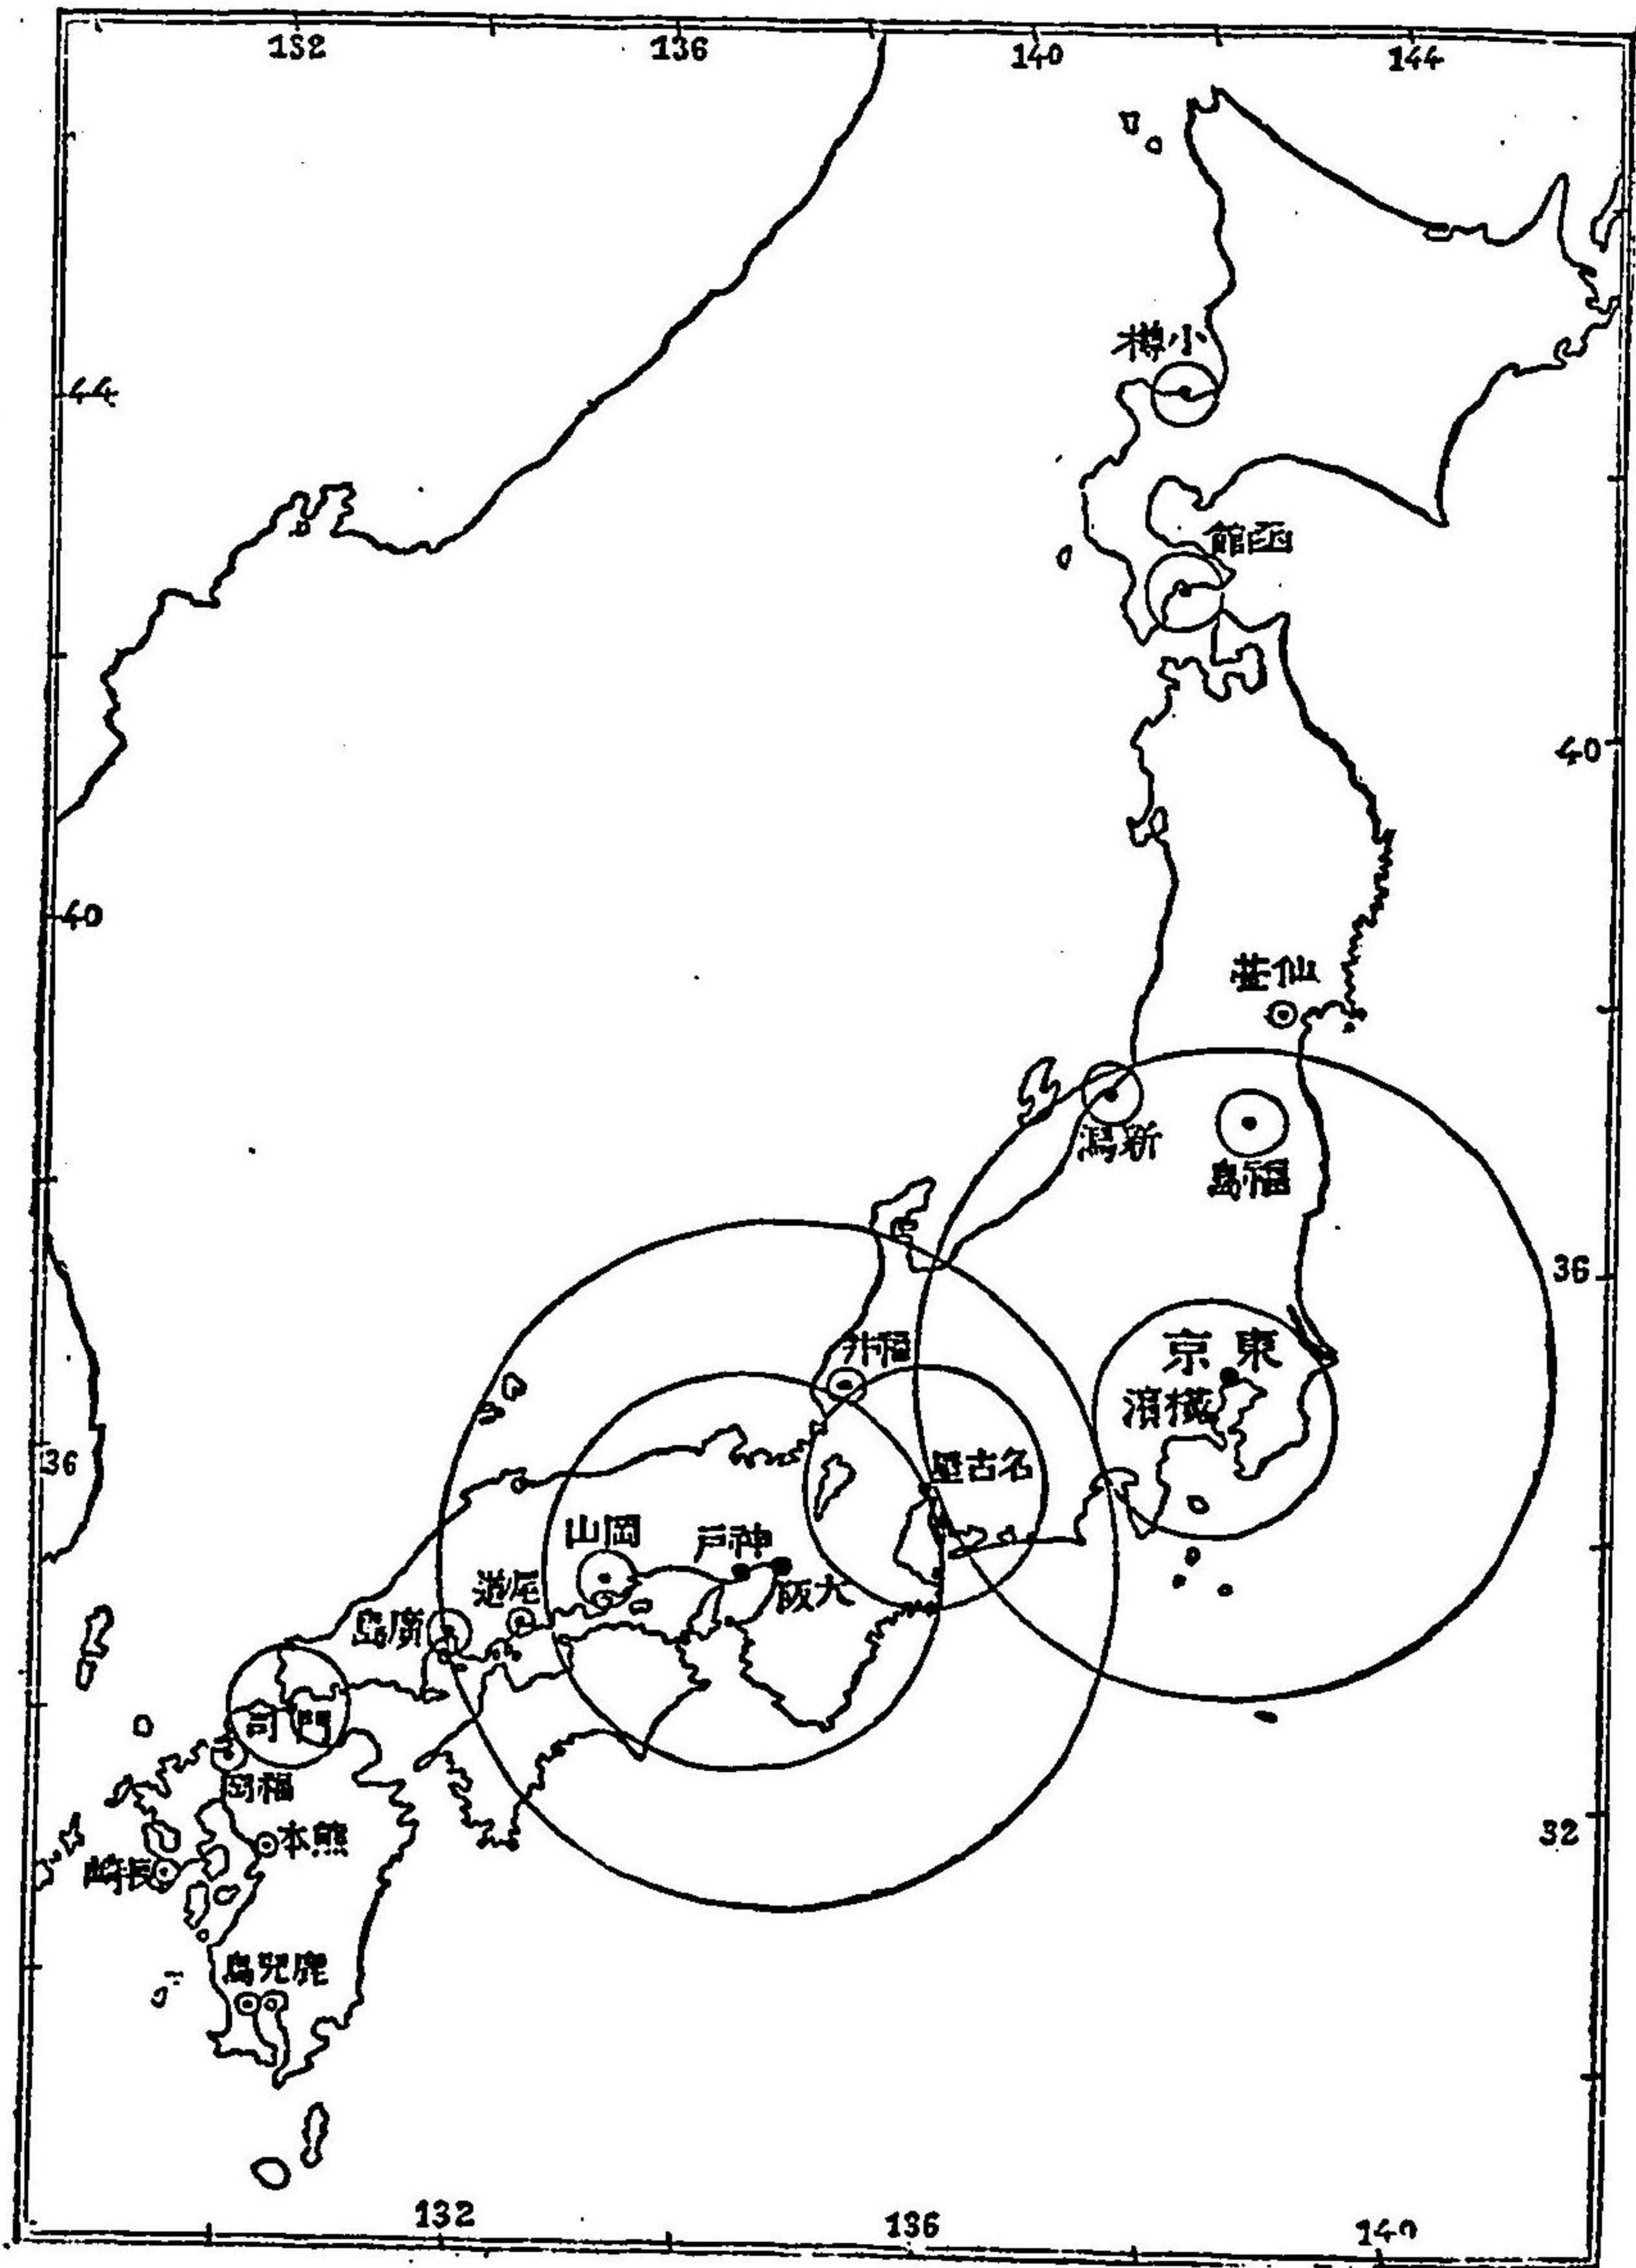 132
136
140
144
小樽
44
函館
40
40
仙臺
新潟
福島
36
福井
東京
橫濱
36
名古屋
岡山
神戸
大阪
尾道
廣島
門司
福岡
熊本
32
長崎
鹿兒島
132
136
140